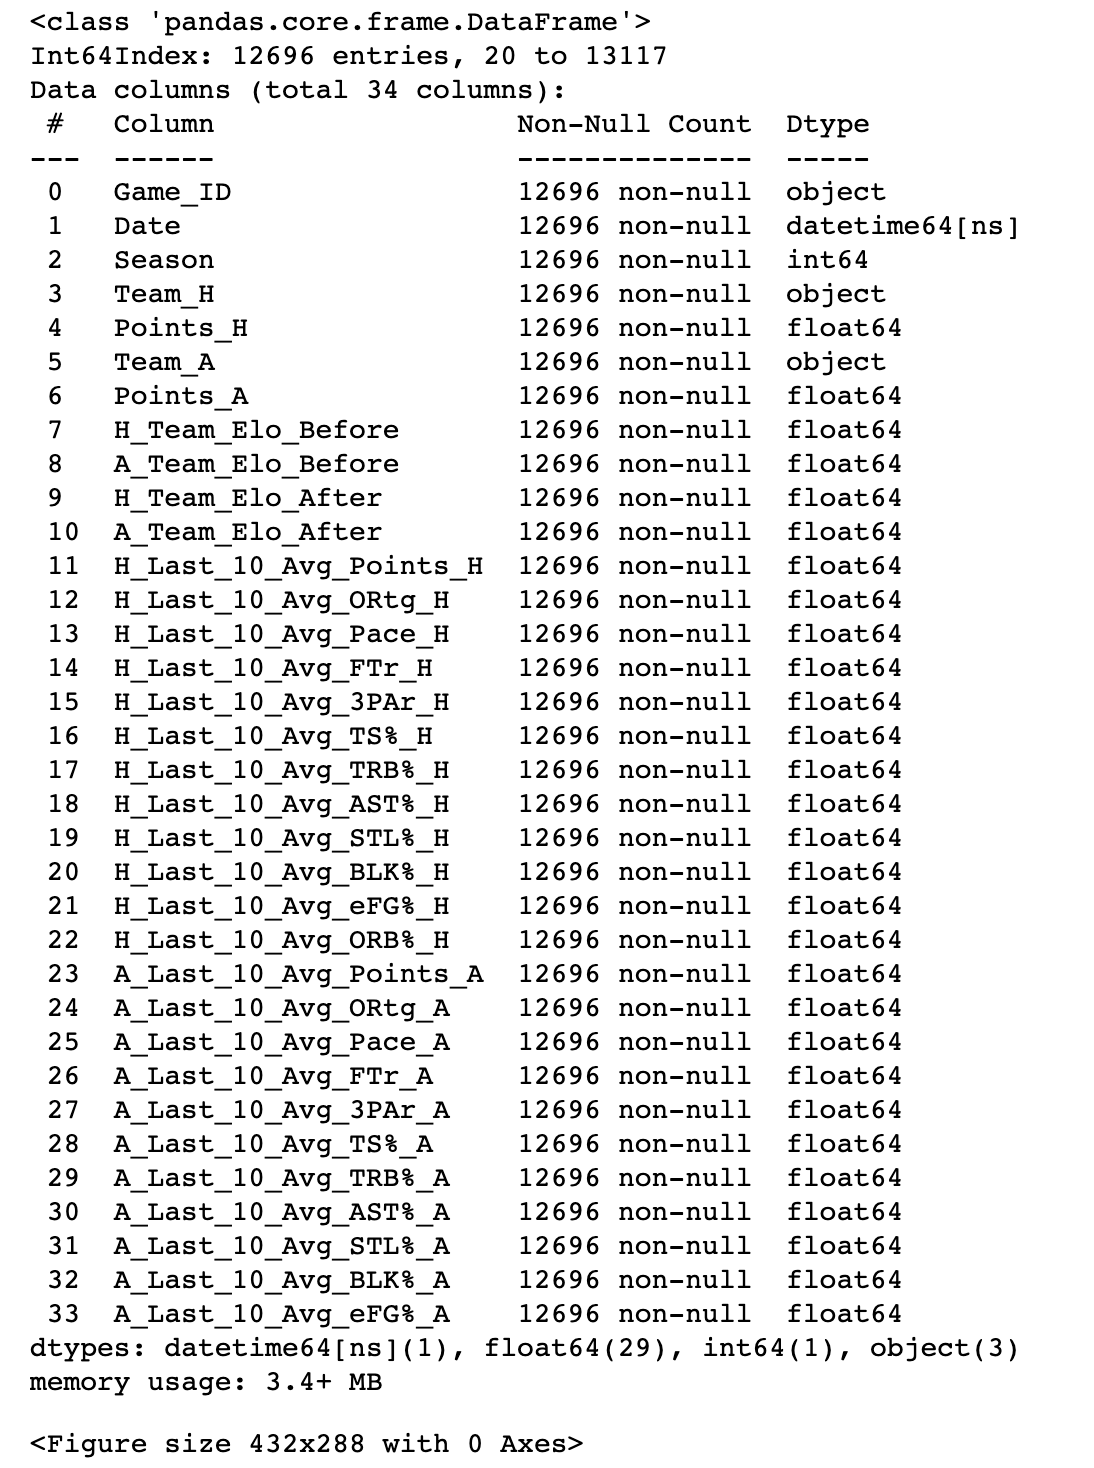 <class 'pandas.core.frame.DataFrame'>
Int64Index: 12696 entries, 20 to 13117
Data columns (total 34 columns):
 #   Column                  Non-Null Count  Dtype
---  ------                  --------------  -----
 0   Game_ID                 12696 non-null  object
 1   Date                    12696 non-null  datetime64[ns]
 2   Season                  12696 non-null  int64
 3   Team_H                  12696 non-null  object
 4   Points_H                12696 non-null  float64
 5   Team_A                  12696 non-null  object
 6   Points_A                12696 non-null  float64
 7   H_Team_Elo_Before       12696 non-null  float64
 8   A_Team_Elo_Before       12696 non-null  float64
 9   H_Team_Elo_After        12696 non-null  float64
 10  A_Team_Elo_After        12696 non-null  float64
 11  H_Last_10_Avg_Points_H  12696 non-null  float64
 12  H_Last_10_Avg_ORtg_H    12696 non-null  float64
 13  H_Last_10_Avg_Pace_H    12696 non-null  float64
 14  H_Last_10_Avg_FTr_H     12696 non-null  float64
 15  H_Last_10_Avg_3PAr_H    12696 non-null  float64
 16  H_Last_10_Avg_TS%_H     12696 non-null  float64
 17  H_Last_10_Avg_TRB%_H    12696 non-null  float64
 18  H_Last_10_Avg_AST%_H    12696 non-null  float64
 19  H_Last_10_Avg_STL%_H    12696 non-null  float64
 20  H_Last_10_Avg_BLK%_H    12696 non-null  float64
 21  H_Last_10_Avg_eFG%_H    12696 non-null  float64
 22  H_Last_10_Avg_ORB%_H    12696 non-null  float64
 23  A_Last_10_Avg_Points_A  12696 non-null  float64
 24  A_Last_10_Avg_ORtg_A    12696 non-null  float64
 25  A_Last_10_Avg_Pace_A    12696 non-null  float64
 26  A_Last_10_Avg_FTr_A     12696 non-null  float64
 27  A_Last_10_Avg_3PAr_A    12696 non-null  float64
 28  A_Last_10_Avg_TS%_A     12696 non-null  float64
 29  A_Last_10_Avg_TRB%_A    12696 non-null  float64
 30  A_Last_10_Avg_AST%_A    12696 non-null  float64
 31  A_Last_10_Avg_STL%_A    12696 non-null  float64
 32  A_Last_10_Avg_BLK%_A    12696 non-null  float64
 33  A_Last_10_Avg_eFG%_A    12696 non-null  float64
dtypes: datetime64[ns](1), float64(29), int64(1), object(3)
memory usage: 3.4+ MB
<Figure size 432x288 with 0 Axes>